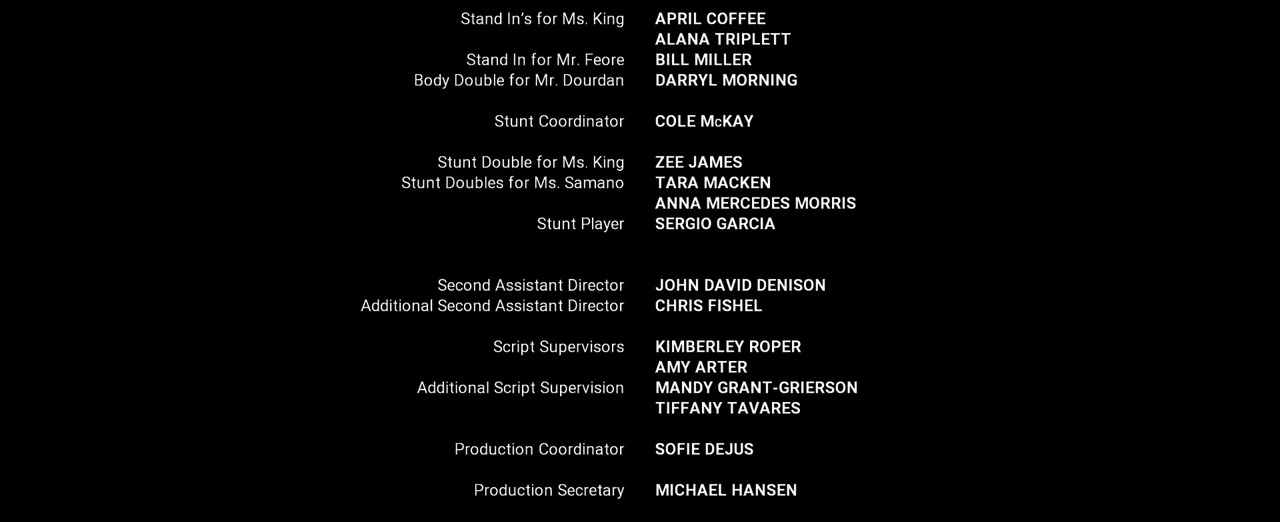 Stand In’s for Ms. King APRIL COFFEE
ALANA TRIPLETT
Stand In for Mr. Feore BILL MILLER
Body Double for Mr. Dourdan DARRYL MORNING
Stunt Coordinator COLE McKAY
Stunt Double for Ms. King ZEE JAMES
Stunt Doubles for Ms. Samano TARA MACKEN
ANNA MERCEDES MORRIS
Stunt Player SERGIO GARCIA
Second Assistant Director JOHN DAVID DENISON
Additional Second Assistant Director CHRIS FISHEL
Script Supervisors KIMBERLEY ROPER
AMY ARTER
Additional Script Supervision MANDY GRANT-GRIERSON
TIFFANY TAVARES
Production Coordinator SOFIE DEJUS
Production Secretary MICHAEL HANSEN